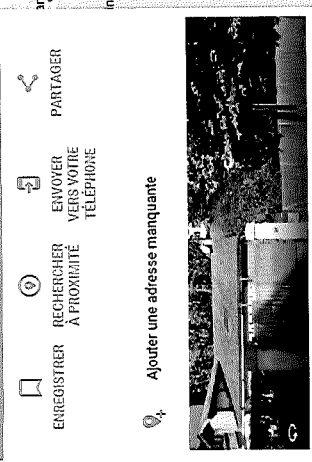 ENREGISTRER
RECHERCHER
À PROXIMITÉ
ENVOYER
VERS VOTRE
TÉLÉPHONE
PARTAGER
Ajouter une adresse manquante